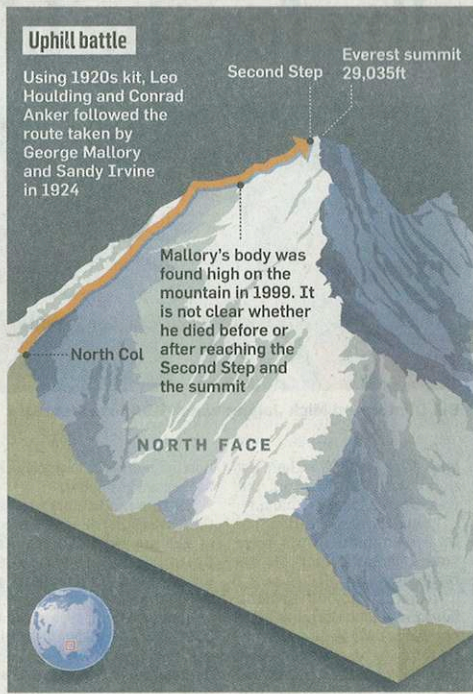 Uphill battle
Using 1920s kit, Leo
Houlding and Conrad
Anker followed the
route taken by
George Mallory
and Sandy Irvine
in 1924
Second Step
Everest summit
29,035ft
Mallory's body was
found high on the
mountain in 1999. It
is not clear whether
he died before or
after reaching the
Second Step and
the summit
North Col
NORTH FACE